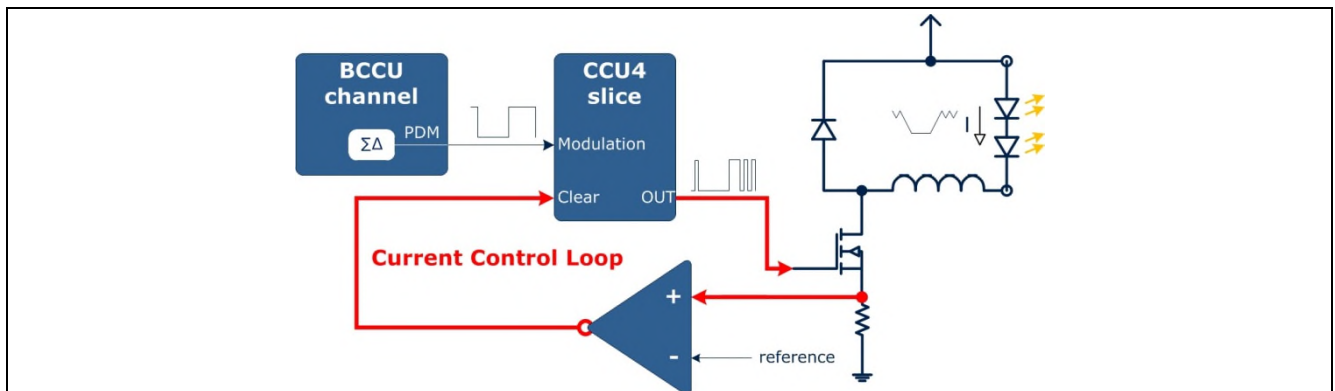 BCCU
channel
ΣΔ
PDM
CCU4
slice
Modulation
Clear
OUT
I
Current Control Loop
+
-
reference